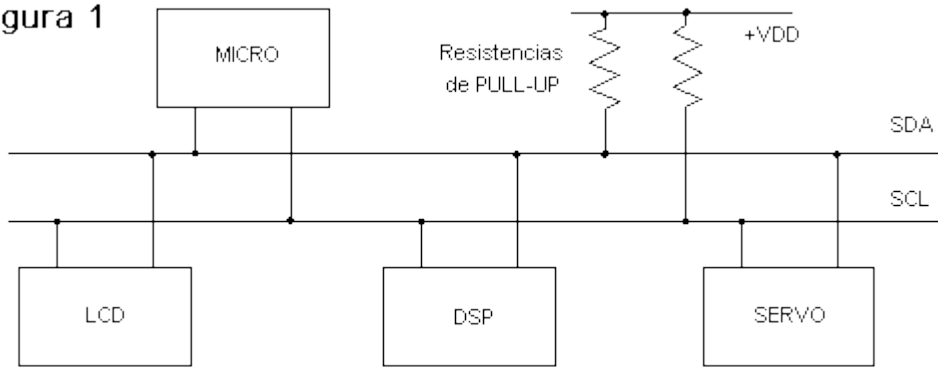 gura 1
MICRO
Resistencias
de PULL-UP
+VDD
SDA
SCL
LCD
DSP
SERVO